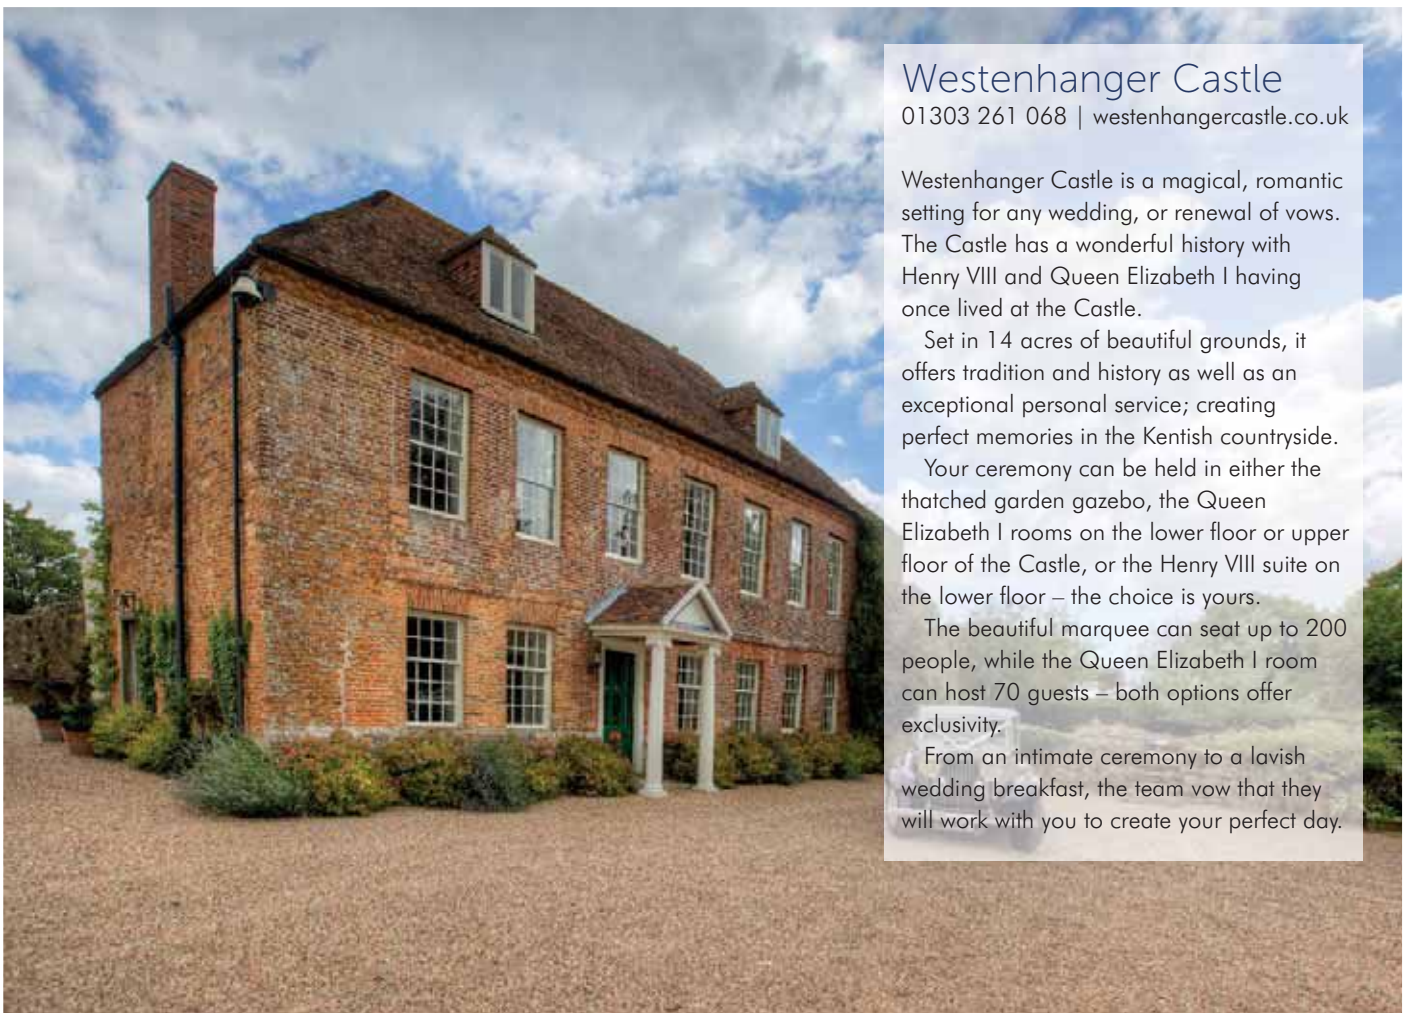 Westenhanger Castle
01303 261 068 | westenhangercastle.co.uk
Westenhanger Castle is a magical, romantic
setting for any wedding, or renewal of vows.
The Castle has a wonderful history with
Henry VIII and Queen Elizabeth I having
once lived at the Castle.
Set in 14 acres of beautiful grounds, it
offers tradition and history as well as an
exceptional personal service; creating
perfect memories in the Kentish countryside.
Your ceremony can be held in either the
thatched garden gazebo, the Queen
Elizabeth I rooms on the lower floor or upper
floor of the Castle, or the Henry VIII suite on
the lower floor – the choice is yours.
The beautiful marquee can seat up to 200
people, while the Queen Elizabeth I room
can host 70 guests – both options offer
exclusivity.
From an intimate ceremony to a lavish
wedding breakfast, the team vow that they
will work with you to create your perfect day.